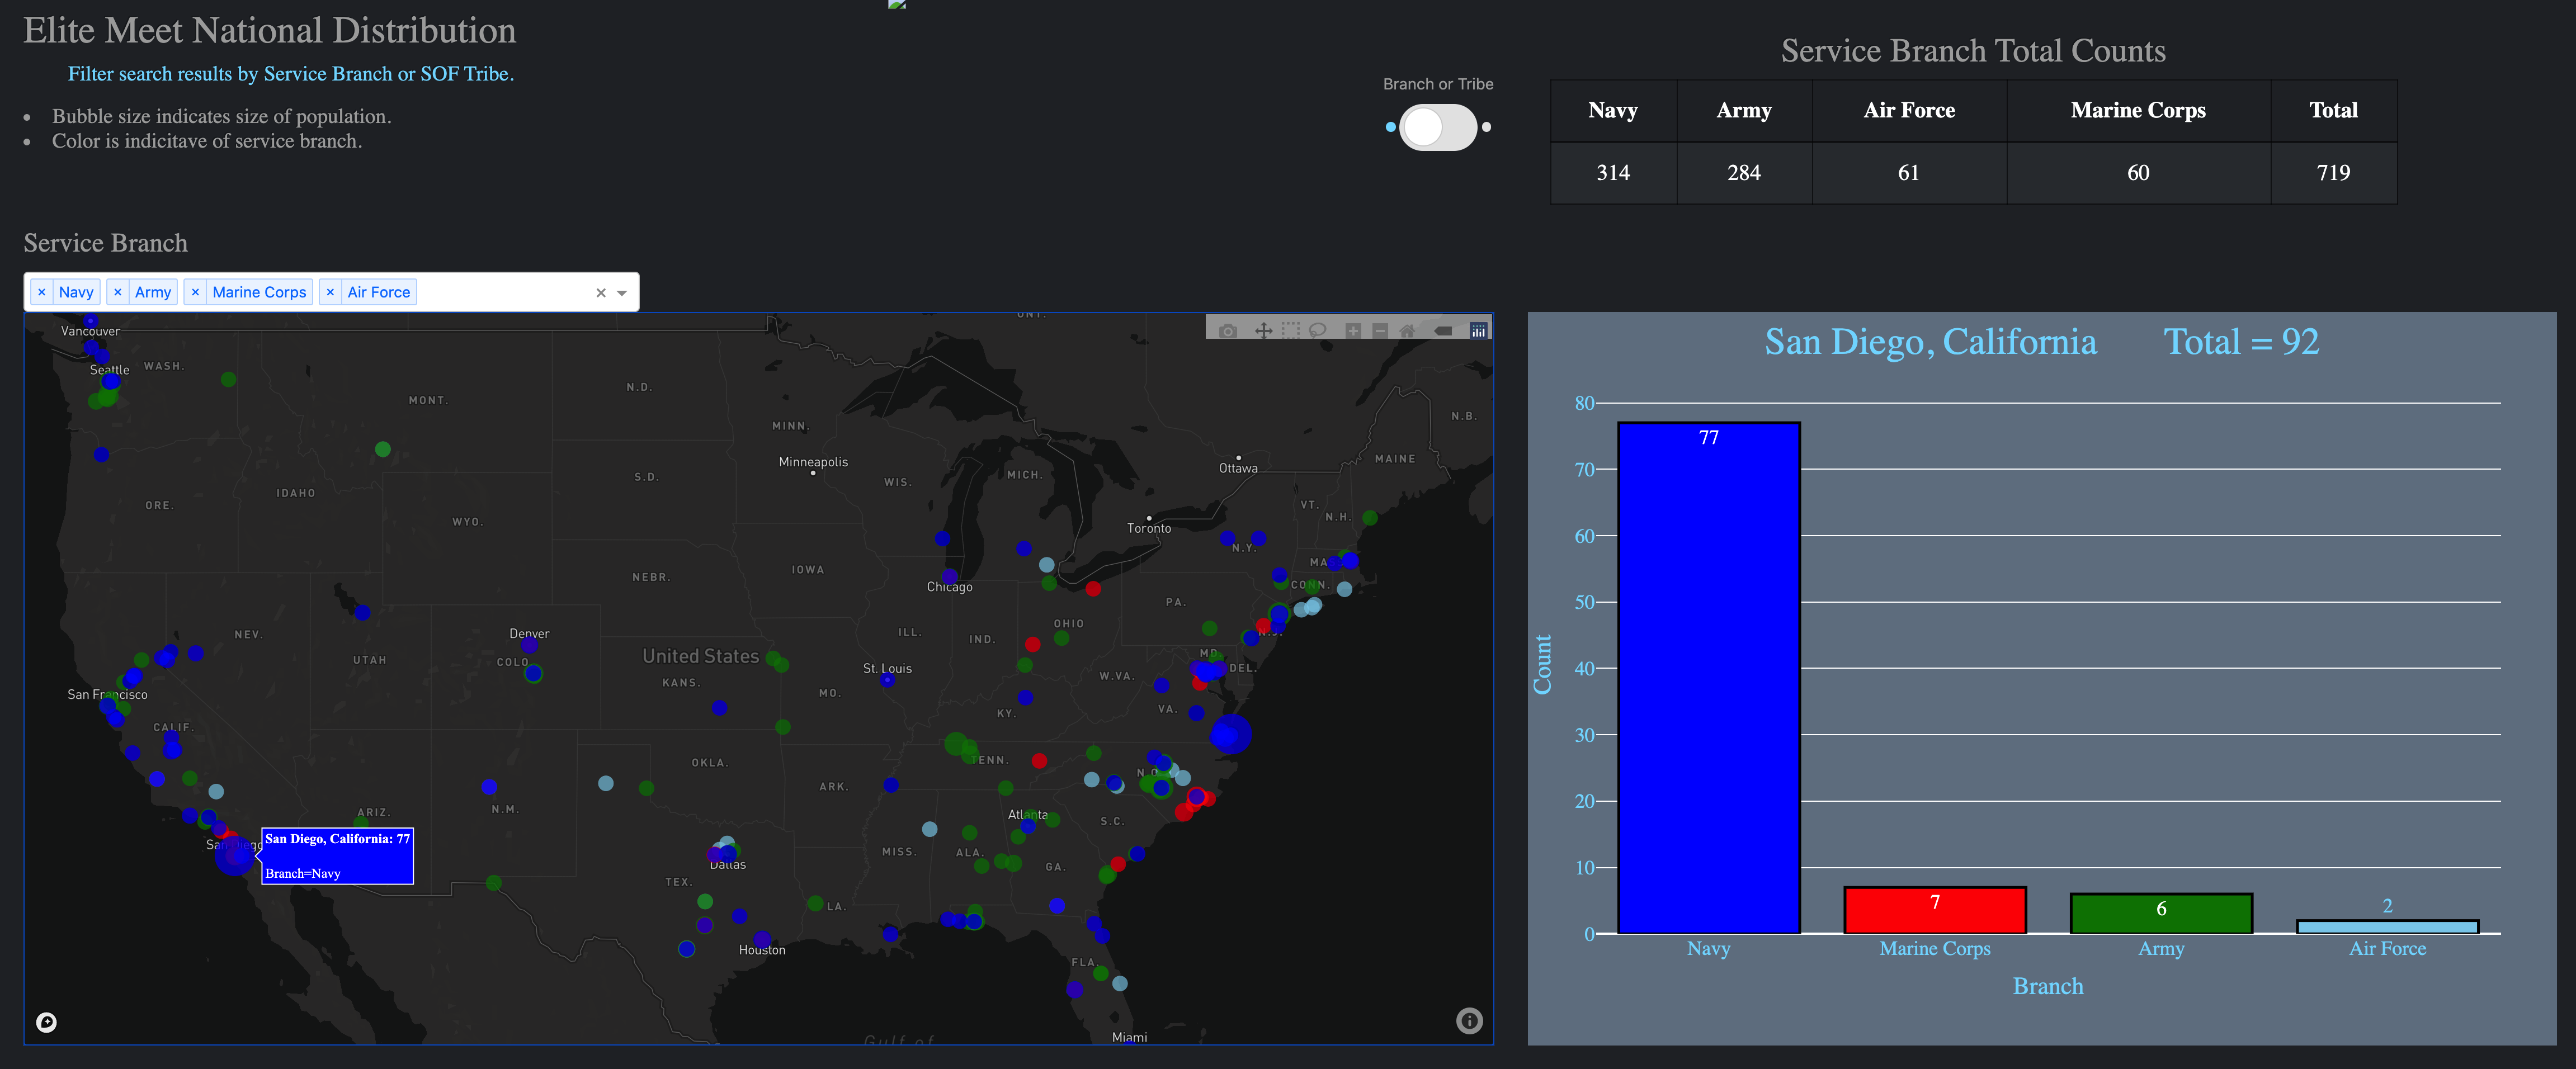 Elite Meet National Distribution
Filter search results by Service Branch or SOF Tribe.
Bubble size indicates size of population.
Color is indicitave of service branch.
Branch or Tribe
Service Branch Total Counts
Navy Army Air Force Marine Corps Total
314 284 61 60 719
Service Branch
× Navy × Army × Marine Corps × Air Force
ONT.
Vancouver
WASH.
Seattle
MONT.
N.D.
MINN.
Minneapolis
WIS.
MICH.
Ottawa
N.B.
MAINE
VT.
N.H.
Toronto
N.Y.
MA
CONN.
ORE.
IDAHO
S.D.
WYO.
NEBR.
IOWA
Chicago
PA.
OHIO
N.J.
NEV.
UTAH
Denver
COLO.
United States
KANS.
ILL.
IND.
St. Louis
MO.
W.VA.
MD.
DEL.
VA.
KY.
San Francisco
CALIF.
ARIZ.
N.M.
OKLA.
ARK.
TENN.
N.C.
S.C.
Atlanta
MISS.
ALA.
GA.
San Diego
San Diego, California: 77
Branch=Navy
Dallas
TEX.
LA.
Houston
FLA.
Miami
Gulf of
San Diego, California Total = 92
80
70
60
50
40
30
20
10
0
Count
77
7
6
2
Navy Marine Corps Army Air Force
Branch